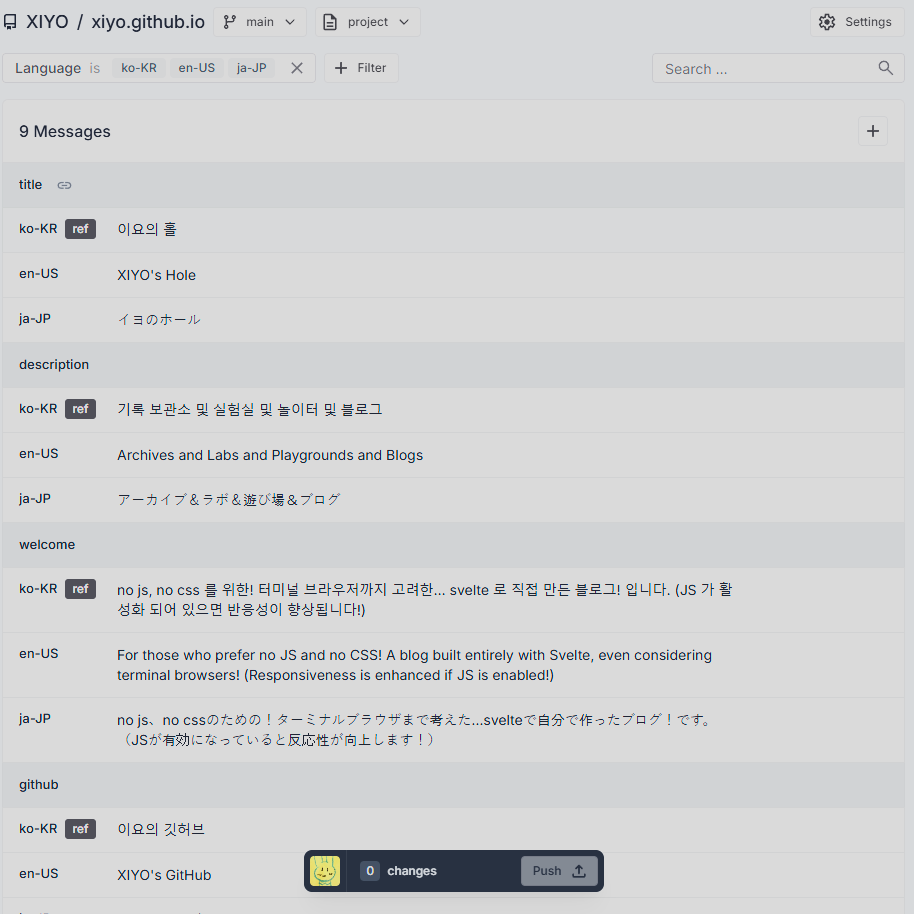 XIYO / xiyo.github.io main project Settings
Language is ko-KR en-US ja-JP Filter Search ...
9 Messages
title
ko-KR ref 이요의 홀
en-US XIYO's Hole
ja-JP イヨのホール
description
ko-KR ref 기록 보관소 및 실험실 및 놀이터 및 블로그
en-US Archives and Labs and Playgrounds and Blogs
ja-JP アーカイブ＆ラボ＆遊び場＆ブログ
welcome
ko-KR ref no js, no css 를 위한! 터미널 브라우저까지 고려한... svelte 로 직접 만든 블로그! 입니다. (JS 가 활
성화 되어 있으면 반응성이 향상됩니다!)
en-US For those who prefer no JS and no CSS! A blog built entirely with Svelte, even considering
terminal browsers! (Responsiveness is enhanced if JS is enabled!)
ja-JP no js、no cssのための！ターミナルブラウザまで考えた...svelteで自分で作ったブログ！です。
（JSが有効になっていると反応性が向上します！）
github
ko-KR ref 이요의 깃허브
en-US XIYO's GitHub
0 changes Push